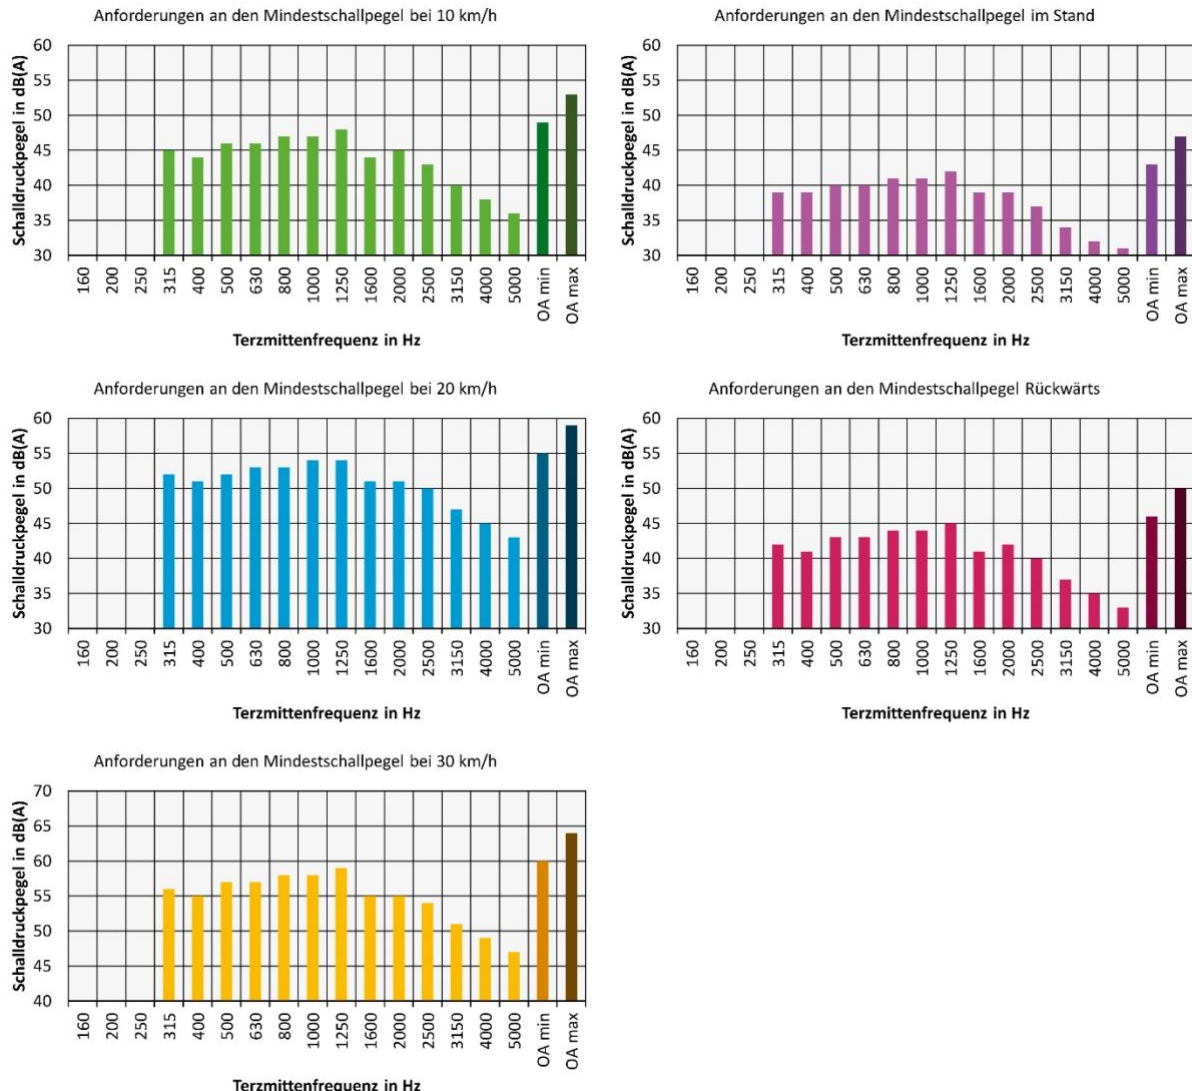 Anforderungen an den Mindestschallpegel bei 10 km/h
Schalldruckpegel in dB(A)
60
55
50
45
40
35
30
160 200 250 315 400 500 630 800 1000 1250 1600 2000 2500 3150 4000 5000 OA min OA max
Terzmittenfrequenz in Hz
Anforderungen an den Mindestschallpegel im Stand
Schalldruckpegel in dB(A)
60
55
50
45
40
35
30
160 200 250 315 400 500 630 800 1000 1250 1600 2000 2500 3150 4000 5000 OA min OA max
Terzmittenfrequenz in Hz
Anforderungen an den Mindestschallpegel bei 20 km/h
Schalldruckpegel in dB(A)
60
55
50
45
40
35
30
160 200 250 315 400 500 630 800 1000 1250 1600 2000 2500 3150 4000 5000 OA min OA max
Terzmittenfrequenz in Hz
Anforderungen an den Mindestschallpegel Rückwärts
Schalldruckpegel in dB(A)
60
55
50
45
40
35
30
160 200 250 315 400 500 630 800 1000 1250 1600 2000 2500 3150 4000 5000 OA min OA max
Terzmittenfrequenz in Hz
Anforderungen an den Mindestschallpegel bei 30 km/h
Schalldruckpegel in dB(A)
70
65
60
55
50
45
40
160 200 250 315 400 500 630 800 1000 1250 1600 2000 2500 3150 4000 5000 OA min OA max
Terzmittenfrequenz in Hz